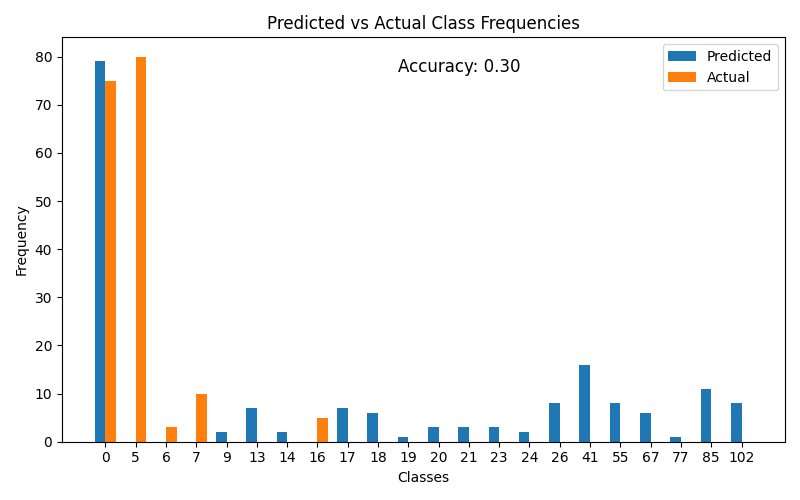 Predicted vs Actual Class Frequencies
Accuracy: 0.30
Predicted
Actual
Frequency
80
70
60
50
40
30
20
10
0
0 5 6 7 9 13 14 16 17 18 19 20 21 23 24 26 41 55 67 77 85 102
Classes